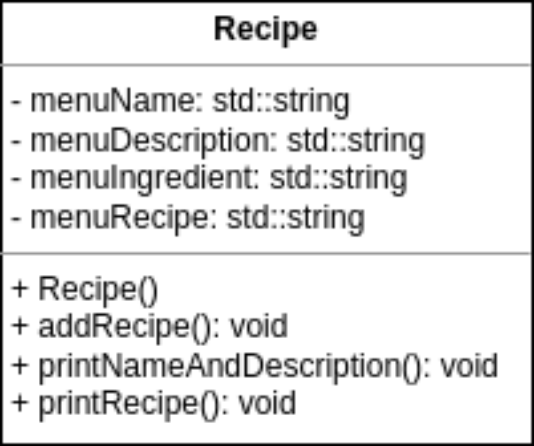 Recipe
- menuName: std::string
- menuDescription: std::string
- menuIngredient: std::string
- menuRecipe: std::string
+ Recipe()
+ addRecipe(): void
+ printNameAndDescription(): void
+ printRecipe(): void